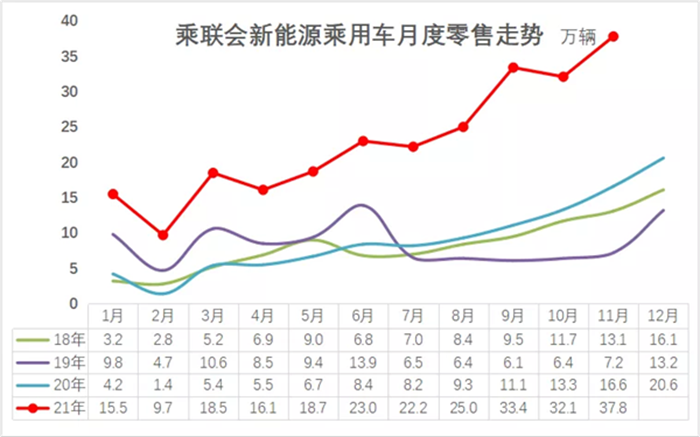 乘联会新能源乘用车月度零售走势 万辆
40
35
30
25
20
15
10
5
0
1月 2月 3月 4月 5月 6月 7月 8月 9月 10月 11月 12月
18年 3.2 2.8 5.2 6.9 9.0 6.8 7.0 8.4 9.5 11.7 13.1 16.1
19年 9.8 4.7 10.6 8.5 9.4 13.9 6.5 6.4 6.1 6.4 7.2 13.2
20年 4.2 1.4 5.4 5.5 6.7 8.4 8.2 9.3 11.1 13.3 16.6 20.6
21年 15.5 9.7 18.5 16.1 18.7 23.0 22.2 25.0 33.4 32.1 37.8